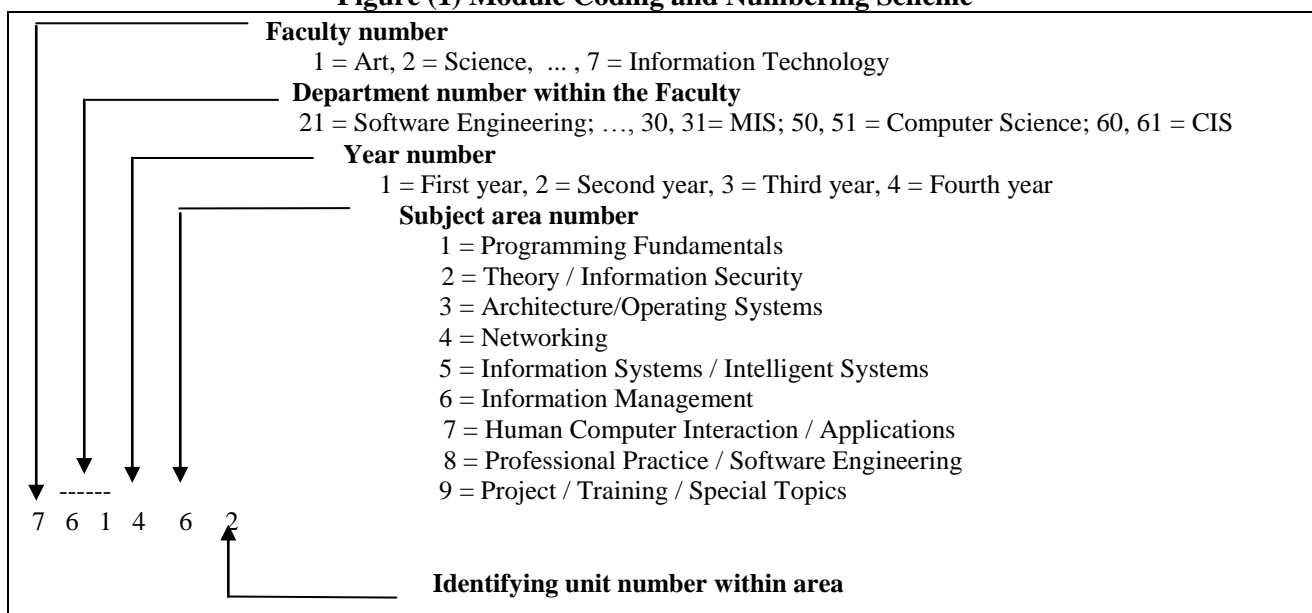 Figure (1) Module Coding and Numbering Scheme
Faculty number
1 = Art, 2 = Science, ... , 7 = Information Technology
Department number within the Faculty
21 = Software Engineering; …, 30, 31= MIS; 50, 51 = Computer Science; 60, 61 = CIS
Year number
1 = First year, 2 = Second year, 3 = Third year, 4 = Fourth year
Subject area number
1 = Programming Fundamentals
2 = Theory / Information Security
3 = Architecture/Operating Systems
4 = Networking
5 = Information Systems / Intelligent Systems
6 = Information Management
7 = Human Computer Interaction / Applications
8 = Professional Practice / Software Engineering
9 = Project / Training / Special Topics
------
7 6 1 4 6 2
Identifying unit number within area